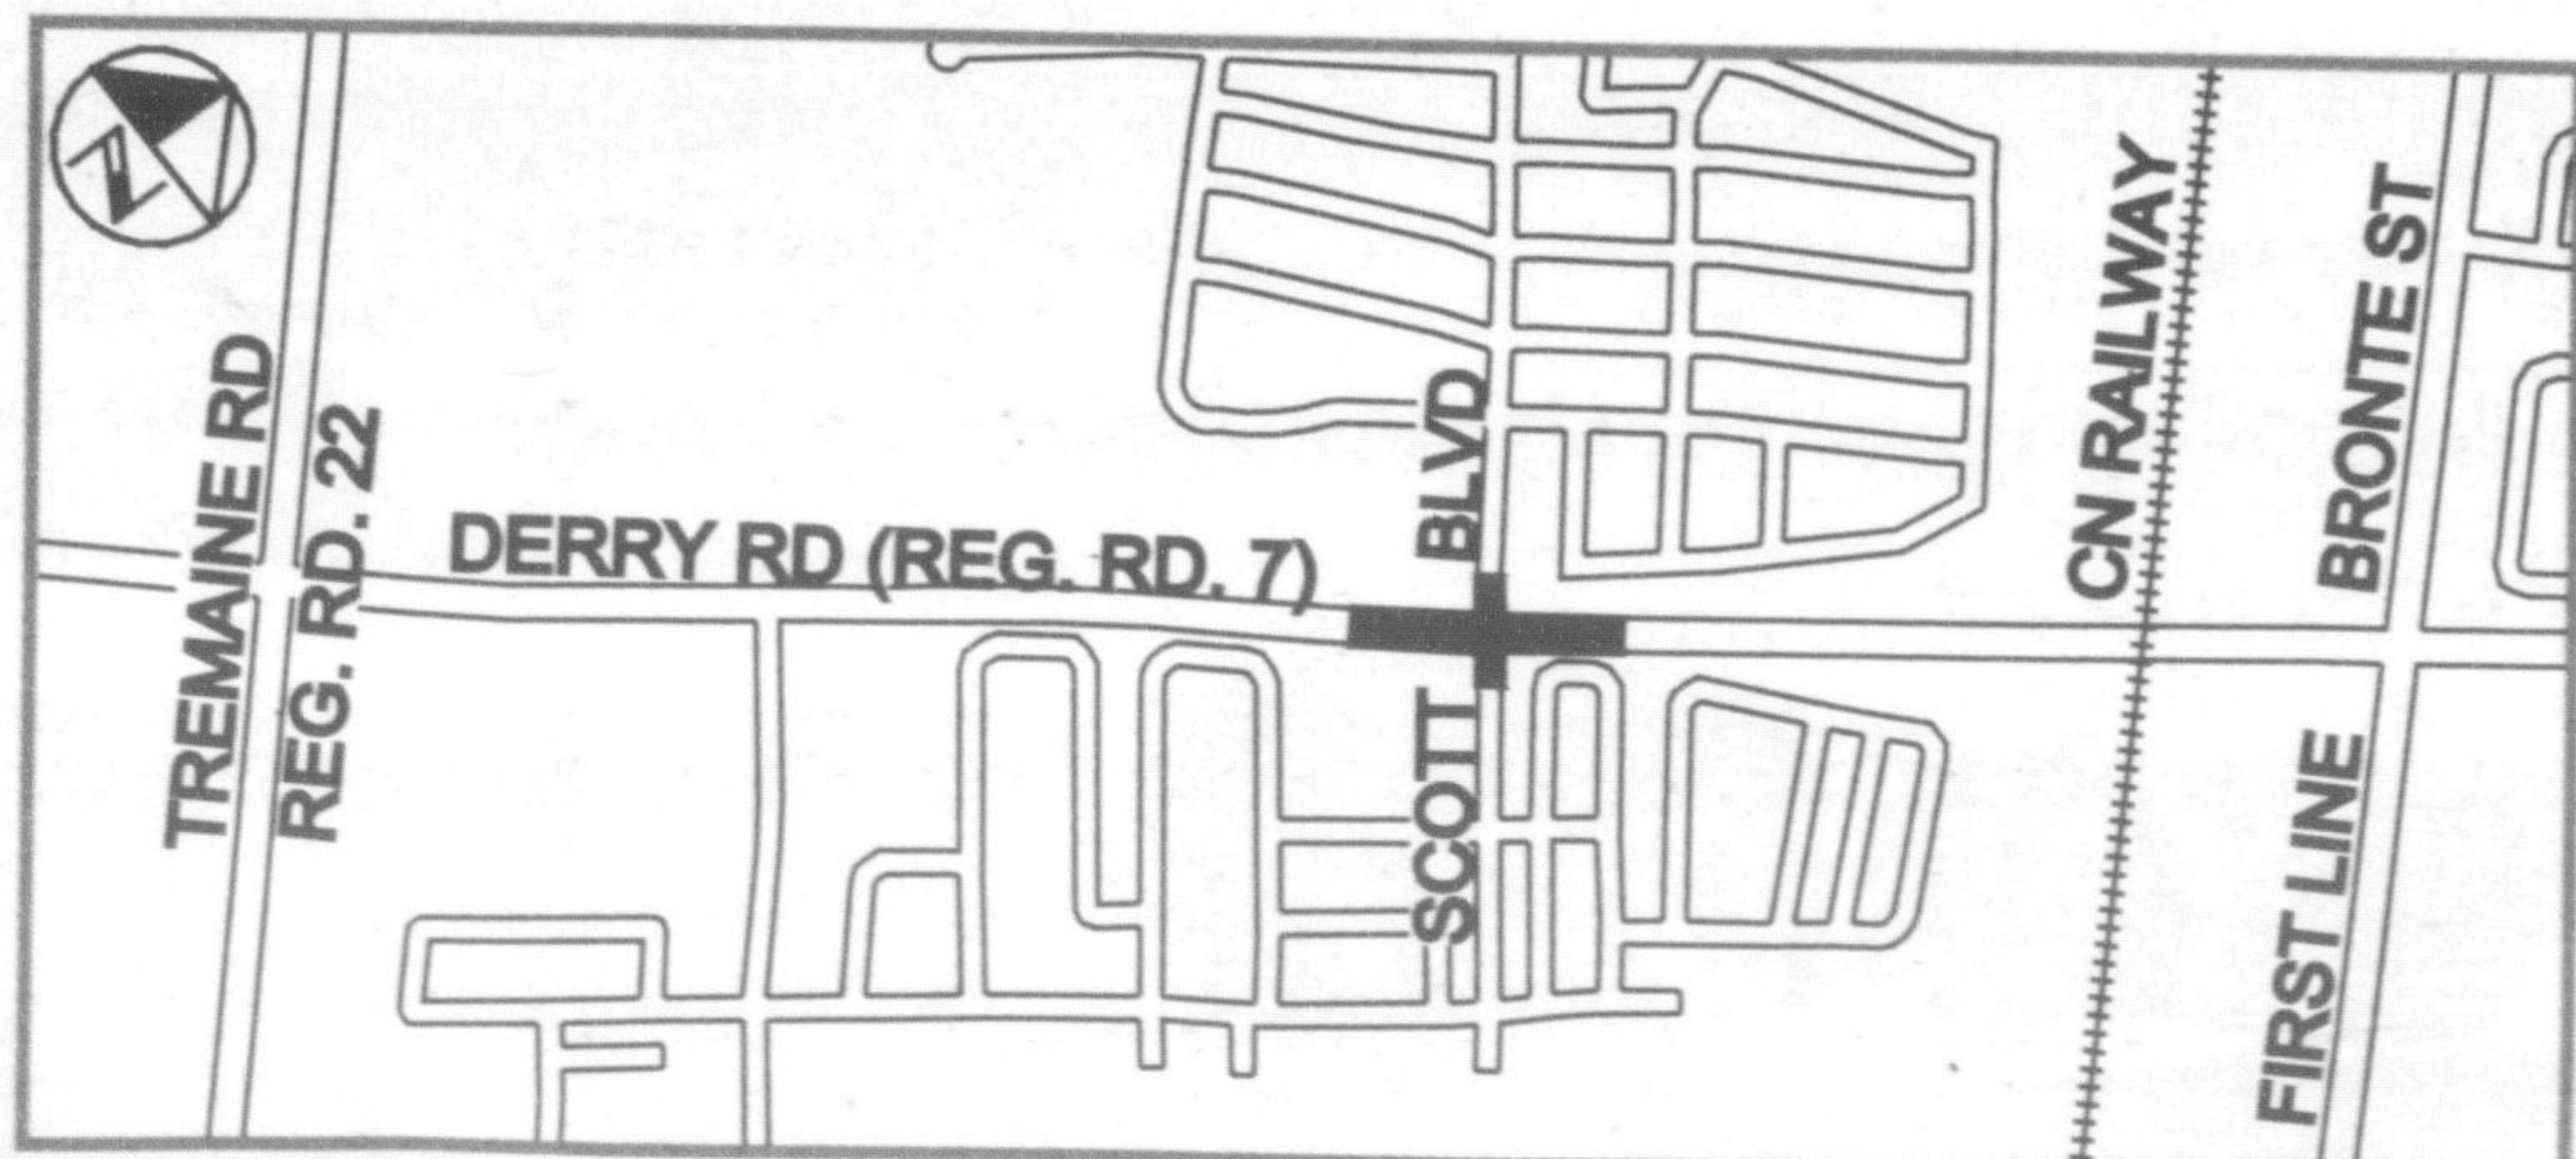 N
TREMAINE RD
REG. RD. 22
DERRY RD (REG. RD. 7)
SCOTT BLVD
CN RAILWAY
BRONTE ST
FIRST LINE